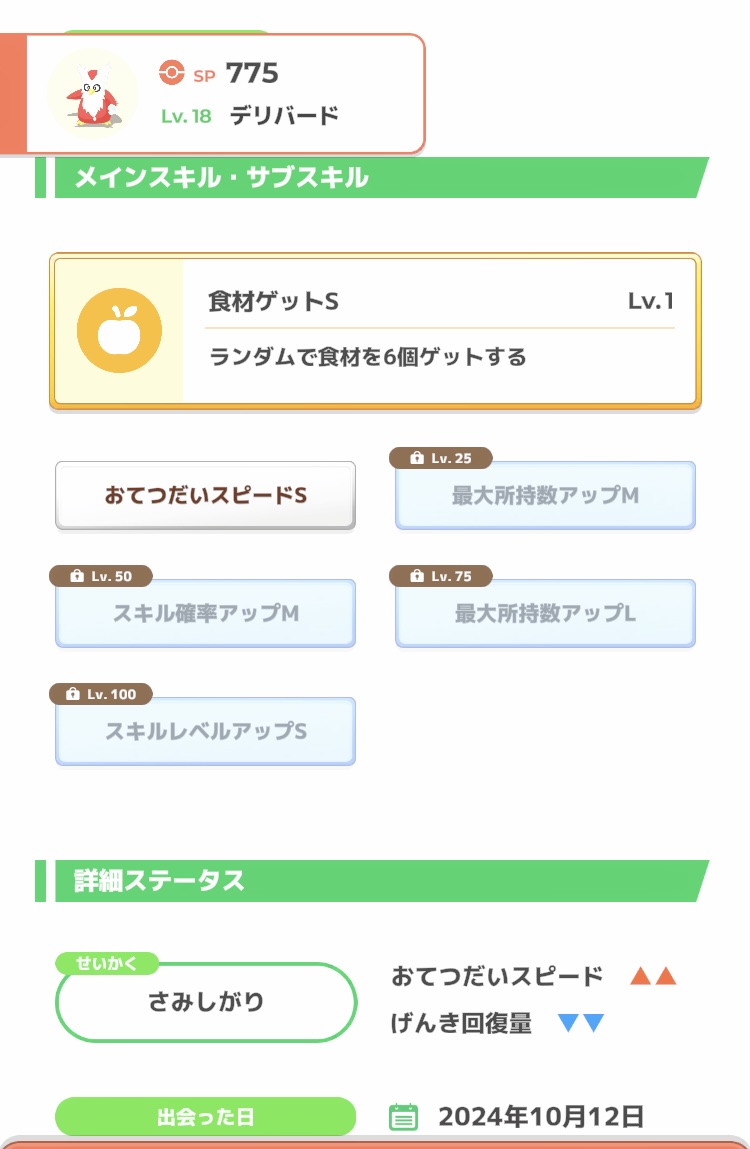 SP 775
Lv. 18 デリバード
メインスキル・サブスキル
食材ゲットS Lv.1
ランダムで食材を6個ゲットする
おてつだいスピードS
Lv. 25
最大所持数アップM
Lv. 50
スキル確率アップM
Lv. 75
最大所持数アップL
Lv. 100
スキルレベルアップS
詳細ステータス
せいかく
さみしがり
おてつだいスピード ▲▲
げんき回復量 ▼▼
出会った日 2024年10月12日